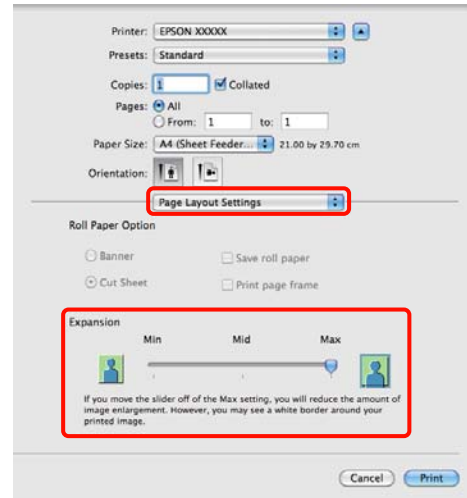 Printer: EPSON XXXXX
Presets: Standard
Copies: 1 Collated
Pages: All
From: 1 to: 1
Paper Size: A4 (Sheet Feeder... 21.00 by 29.70 cm
Orientation:
Page Layout Settings
Roll Paper Option
Banner Save roll paper
Cut Sheet Print page frame
Expansion
Min Mid Max
If you move the slider off of the Max setting, you will reduce the amount of
image enlargement. However, you may see a white border around your
printed image.
Cancel Print